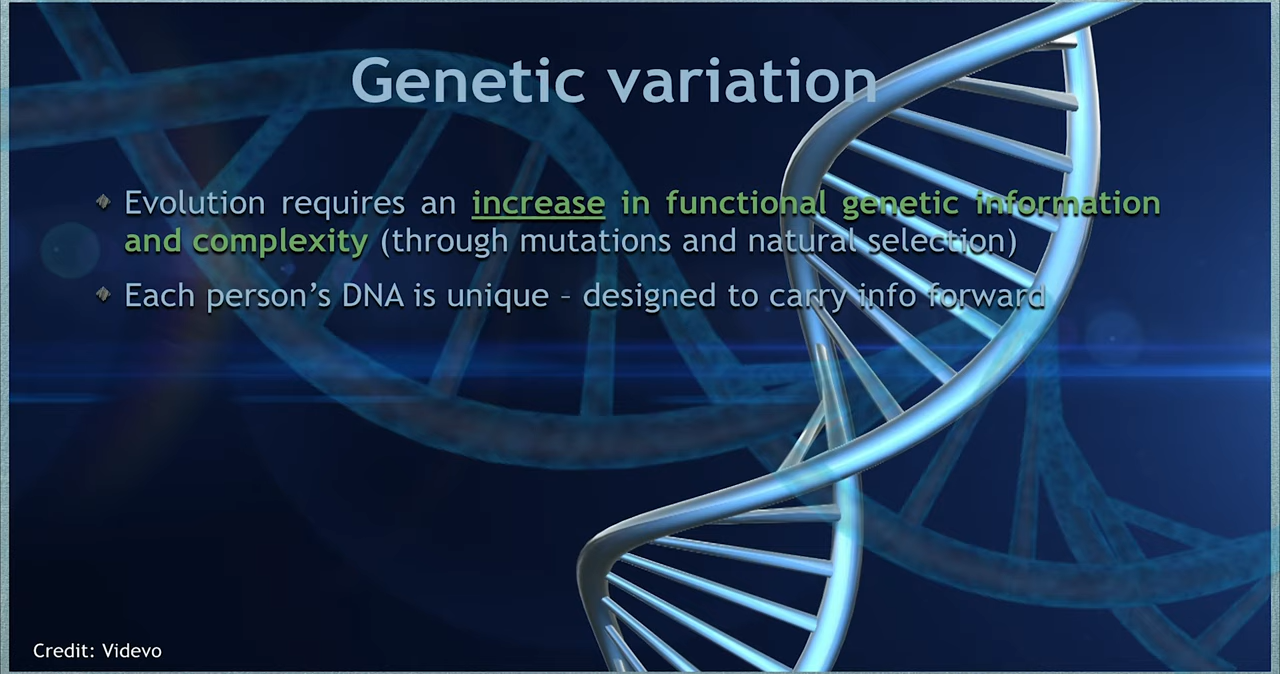 Genetic variation
Evolution requires an increase in functional genetic information
and complexity (through mutations and natural selection)
Each person’s DNA is unique – designed to carry info forward
Credit: Videvo